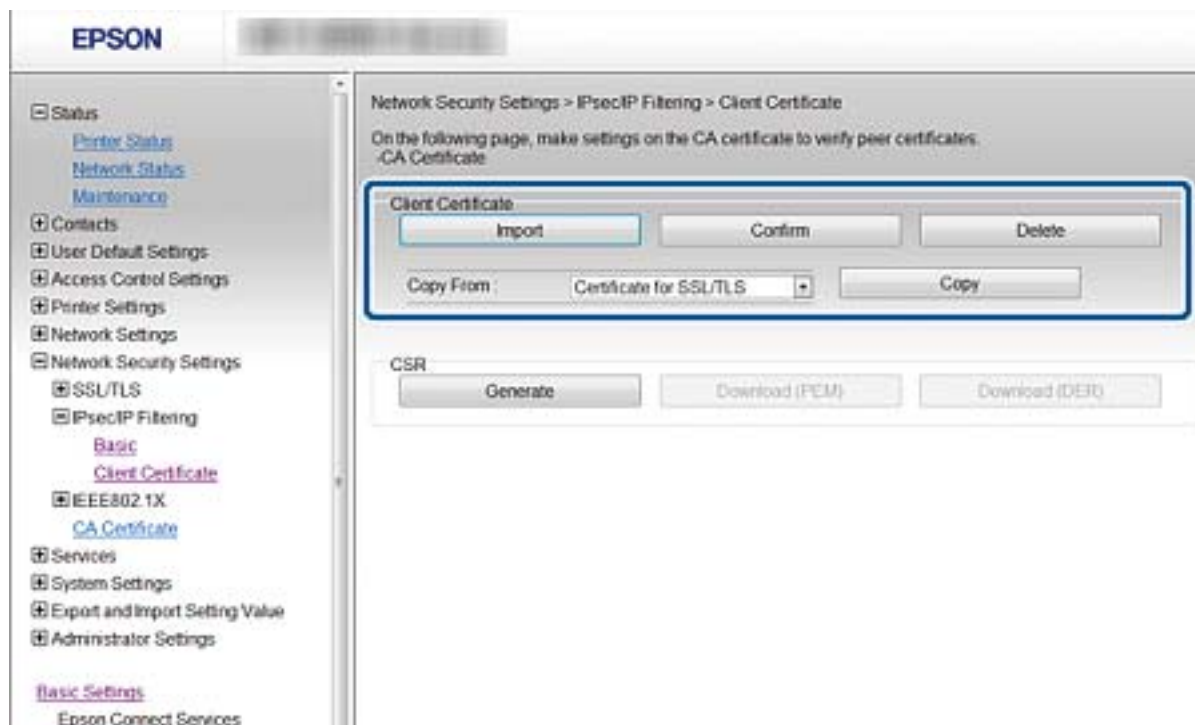 EPSON
Status
Printer Status
Network Status
Maintenance
Contacts
User Default Settings
Access Control Settings
Printer Settings
Network Settings
Network Security Settings
SSL/TLS
IPsec/IP Filtering
Basic
Client Certificate
IEEE802.1X
CA Certificate
Services
System Settings
Export and Import Setting Value
Administrator Settings
Basic Settings
Epson Connect Services
Network Security Settings > IPsec/IP Filtering > Client Certificate
On the following page, make settings on the CA certificate to verify peer certificates.
-CA Certificate
Client Certificate
Import Confirm Delete
Copy From : Certificate for SSL/TLS Copy
CSR
Generate Download (PEM) Download (DER)